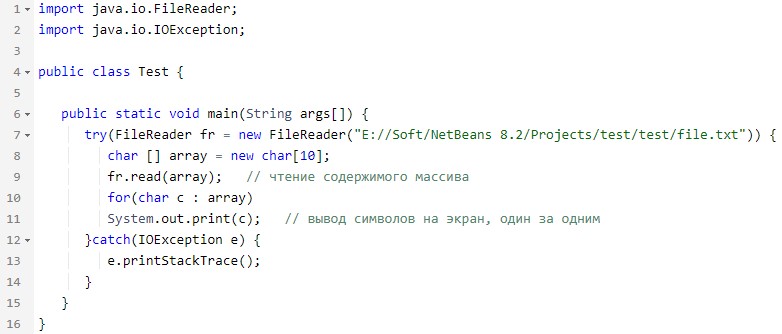 1 import java.io.FileReader;
2 import java.io.IOException;
3
4 public class Test {
5
6 public static void main(String args[]) {
7 try(FileReader fr = new FileReader("E://Soft/NetBeans 8.2/Projects/test/test/file.txt")) {
8 char [] array = new char[10];
9 fr.read(array); // чтение содержимого массива
10 for(char c : array)
11 System.out.print(c); // вывод символов на экран, один за одним
12 }catch(IOException e) {
13 e.printStackTrace();
14 }
15 }
16 }